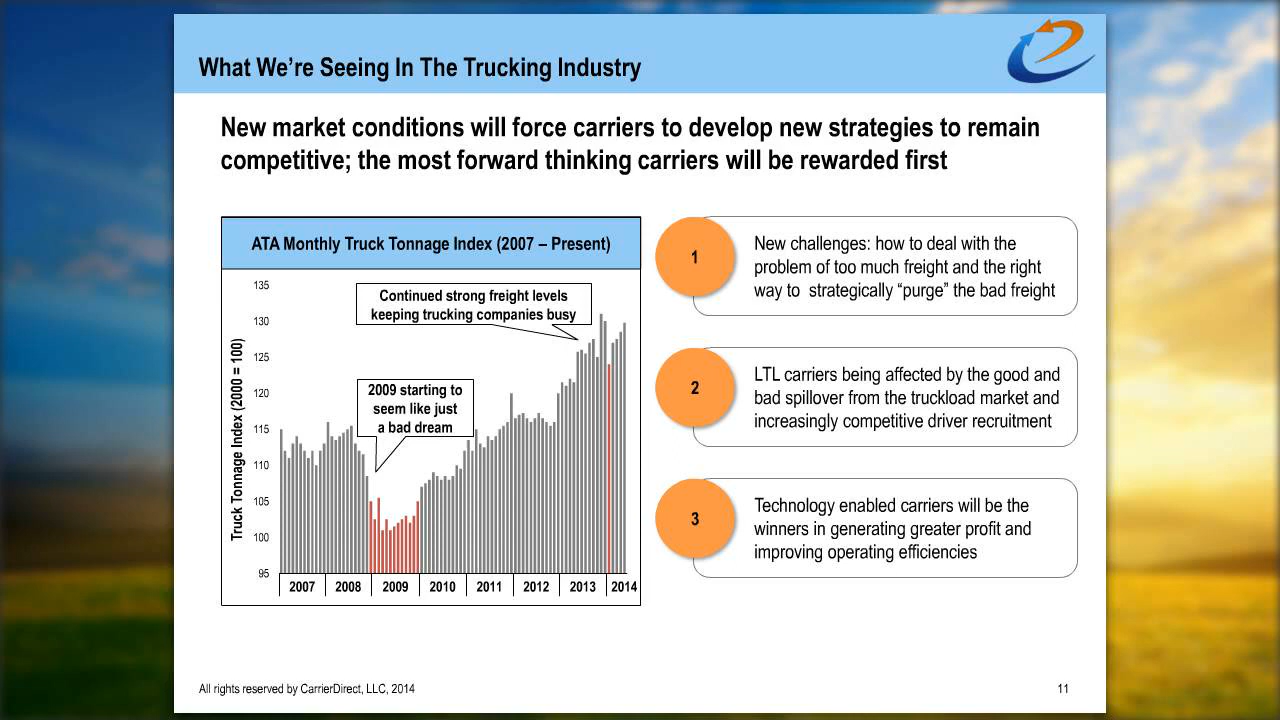 What We’re Seeing In The Trucking Industry
New market conditions will force carriers to develop new strategies to remain
competitive; the most forward thinking carriers will be rewarded first
ATA Monthly Truck Tonnage Index (2007 – Present)
Truck Tonnage Index (2000 = 100)
135
130
125
120
115
110
105
100
95
Continued strong freight levels
keeping trucking companies busy
2009 starting to
seem like just
a bad dream
2007 2008 2009 2010 2011 2012 2013 2014
1
New challenges: how to deal with the
problem of too much freight and the right
way to strategically “purge” the bad freight
2
LTL carriers being affected by the good and
bad spillover from the truckload market and
increasingly competitive driver recruitment
3
Technology enabled carriers will be the
winners in generating greater profit and
improving operating efficiencies
All rights reserved by CarrierDirect, LLC, 2014
11